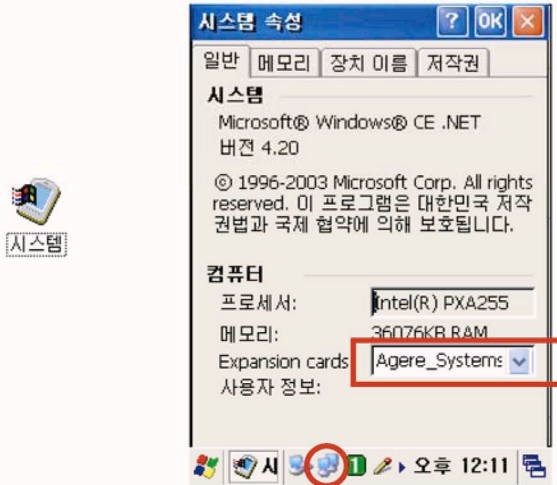 시스템
시스템 속성 ? OK ×
일반 메모리 장치 이름 저작권
시스템
Microsoft® Windows® CE .NET
버전 4.20
© 1996-2003 Microsoft Corp. All rights
reserved. 이 프로그램은 대한민국 저작
권법과 국제 협약에 의해 보호됩니다.
컴퓨터
프로세서: Intel(R) PXA255
메모리: 36076KB RAM
Expansion cards Agere_Systems
사용자 정보:
시 1 오후 12:11